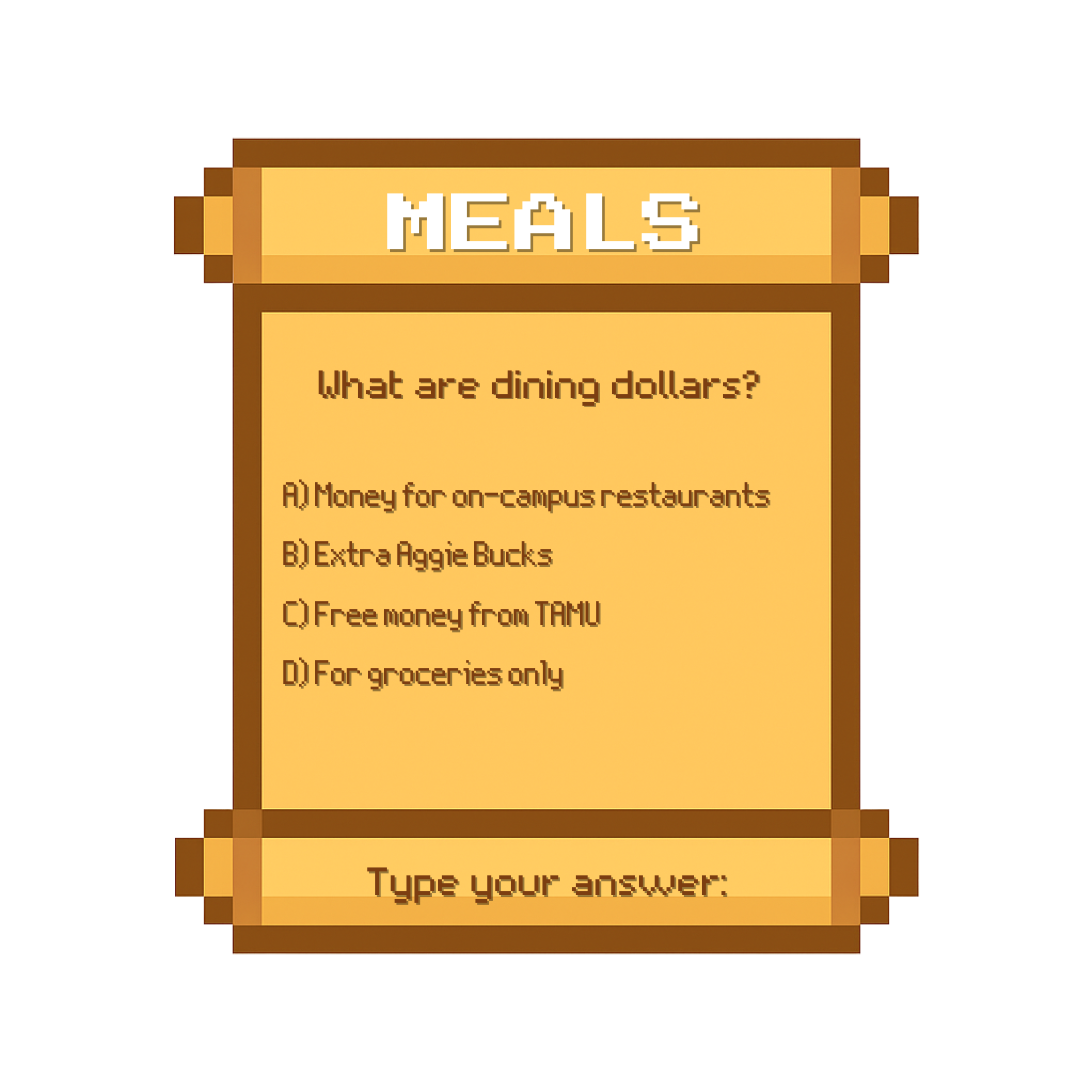 MEALS
What are dining dollars?
A) Money for on-campus restaurants
B) Extra Aggie Bucks
C) Free money from TAMU
D) For groceries only
Type your answer: